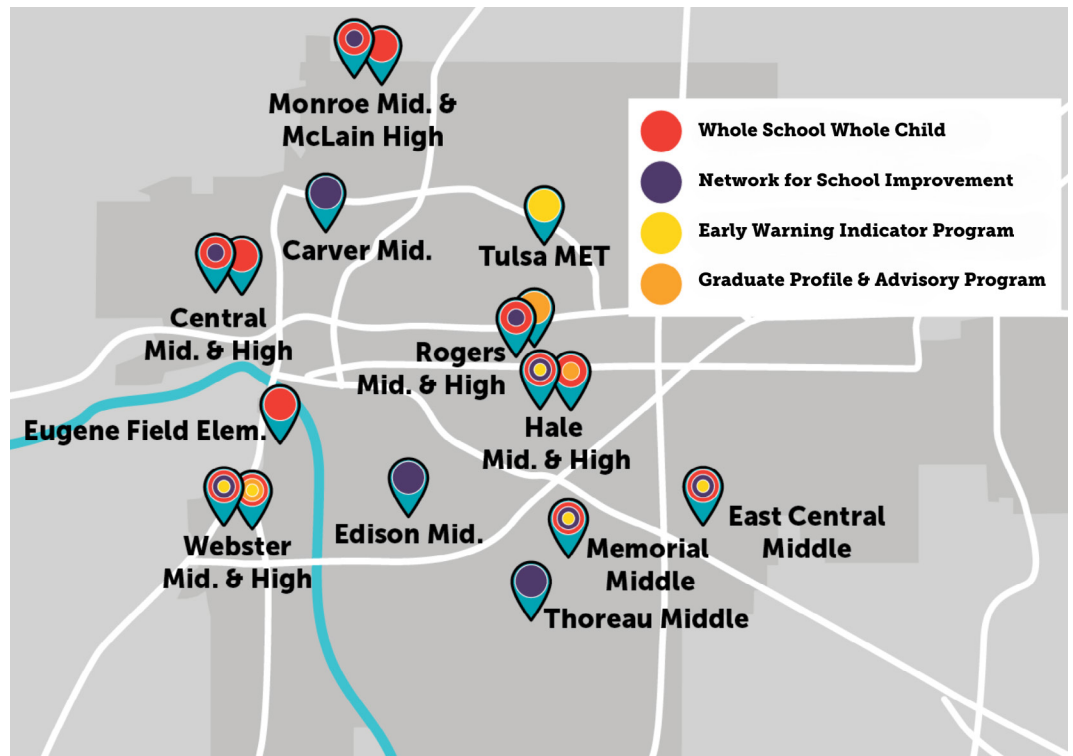 Monroe Mid. &
McLain High
Whole School Whole Child
Network for School Improvement
Early Warning Indicator Program
Graduate Profile & Advisory Program
Carver Mid.
Tulsa MET
Central
Mid. & High
Rogers
Mid. & High
Eugene Field Elem.
Hale
Mid. & High
Webster
Mid. & High
Edison Mid.
Memorial
Middle
East Central
Middle
Thoreau Middle